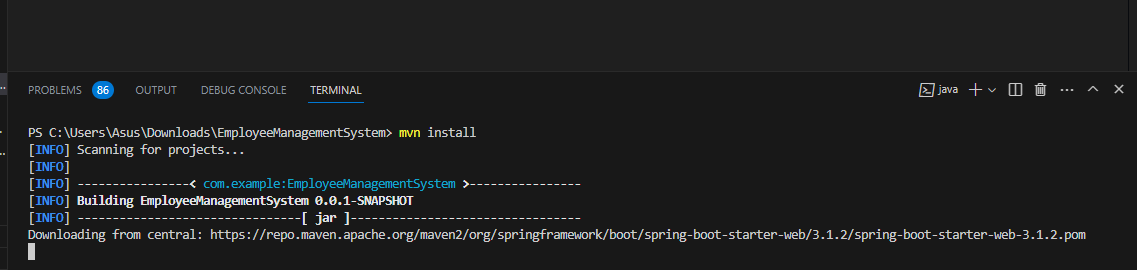 PROBLEMS 86 OUTPUT DEBUG CONSOLE TERMINAL java
PS C:\Users\Asus\Downloads\EmployeeManagementSystem> mvn install
[INFO] Scanning for projects...
[INFO]
[INFO] ----------------< com.example:EmployeeManagementSystem >----------------
[INFO] Building EmployeeManagementSystem 0.0.1-SNAPSHOT
[INFO] --------------------------------[ jar ]---------------------------------
Downloading from central: https://repo.maven.apache.org/maven2/org/springframework/boot/spring-boot-starter-web/3.1.2/spring-boot-starter-web-3.1.2.pom